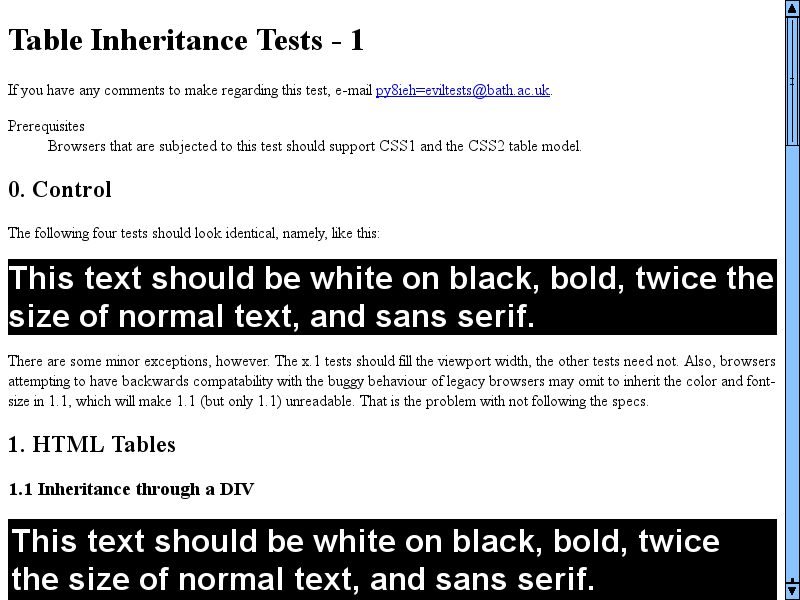 Table Inheritance Tests - 1
If you have any comments to make regarding this test, e-mail py8ieh=eviltests@bath.ac.uk.
Prerequisites
Browsers that are subjected to this test should support CSS1 and the CSS2 table model.
0. Control
The following four tests should look identical, namely, like this:
This text should be white on black, bold, twice the
size of normal text, and sans serif.
There are some minor exceptions, however. The x.1 tests should fill the viewport width, the other tests need not. Also, browsers
attempting to have backwards compatability with the buggy behaviour of legacy browsers may omit to inherit the color and font-
size in 1.1, which will make 1.1 (but only 1.1) unreadable. That is the problem with not following the specs.
1. HTML Tables
1.1 Inheritance through a DIV
This text should be white on black, bold, twice
the size of normal text, and sans serif.